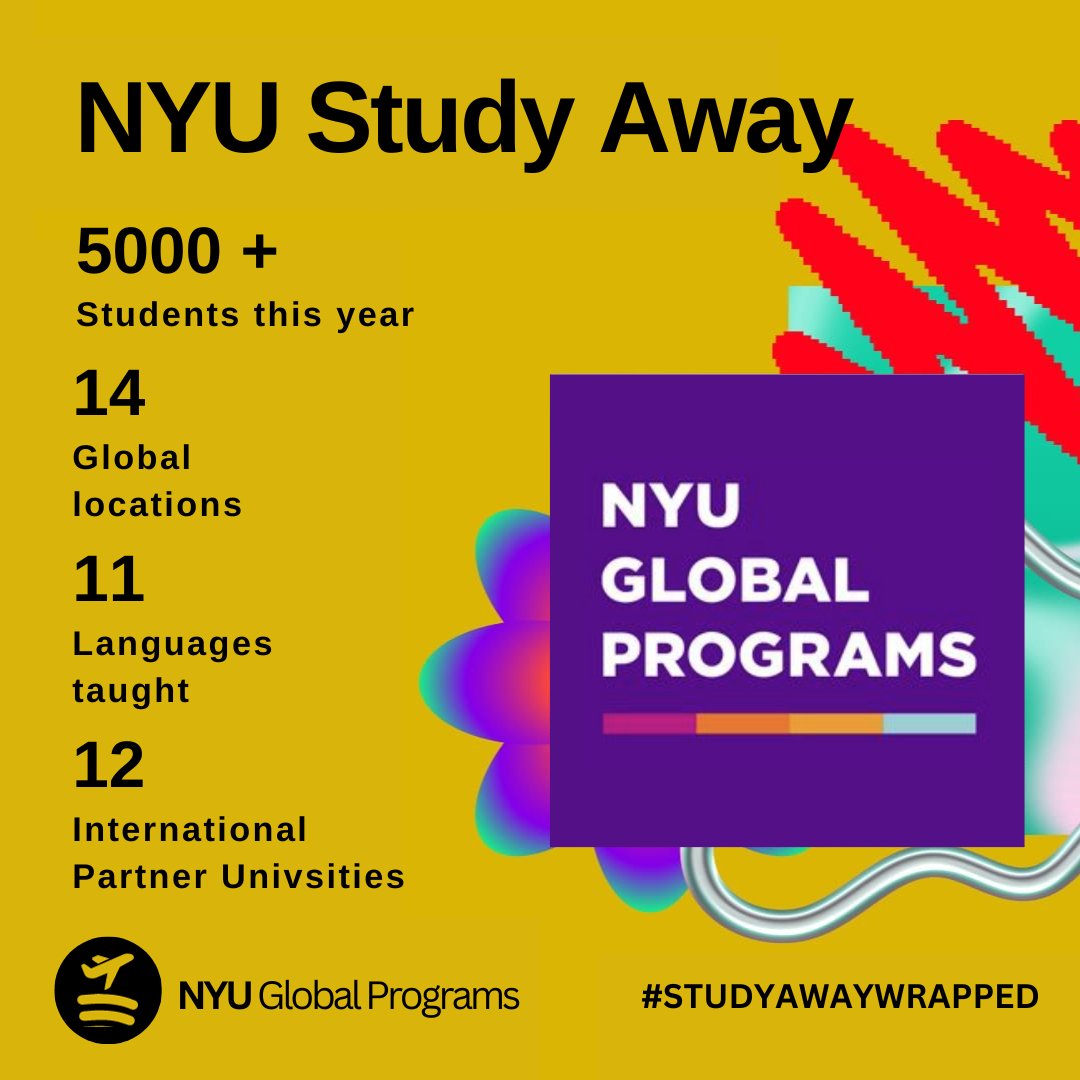 NYU Study Away
5000 +
Students this year
14
Global
locations
11
Languages
taught
12
International
Partner Univsities
NYU
GLOBAL
PROGRAMS
NYU Global Programs
#STUDYAWAYWRAPPED